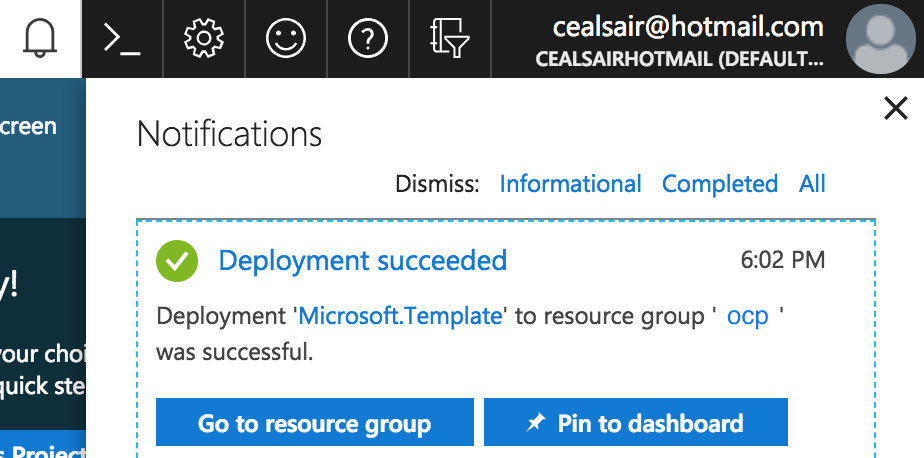 cealsair@hotmail.com
CEALSAIRHOTMAIL (DEFAULT...
creen
Notifications
Dismiss: Informational Completed All
Deployment succeeded 6:02 PM
y!
Deployment 'Microsoft.Template' to resource group ' ocp '
was successful.
your choi
quick ste
Go to resource group Pin to dashboard
s Project